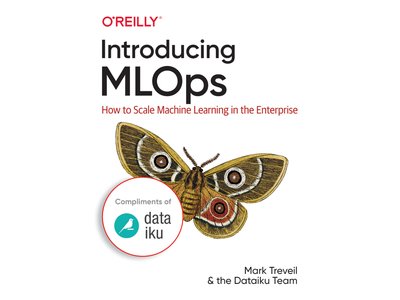 O'REILLY®
Introducing
MLOps
How to Scale Machine Learning in the Enterprise
Compliments of
data
iku
Mark Treveil
& the Dataiku Team